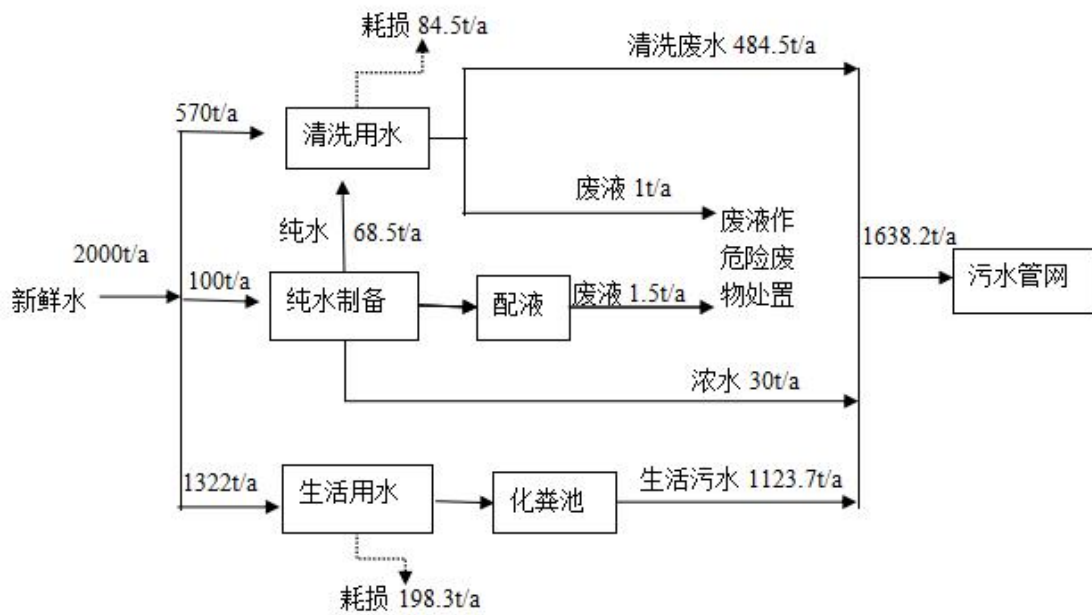 耗损 84.5t/a
清洗废水 484.5t/a
570t/a
清洗用水
废液 1t/a
纯水
68.5t/a
废液作
危险废
物处置
2000t/a
新鲜水
100t/a
纯水制备
配液
废液 1.5t/a
1638.2t/a
污水管网
浓水 30t/a
1322t/a
生活用水
化粪池
生活污水 1123.7t/a
耗损 198.3t/a